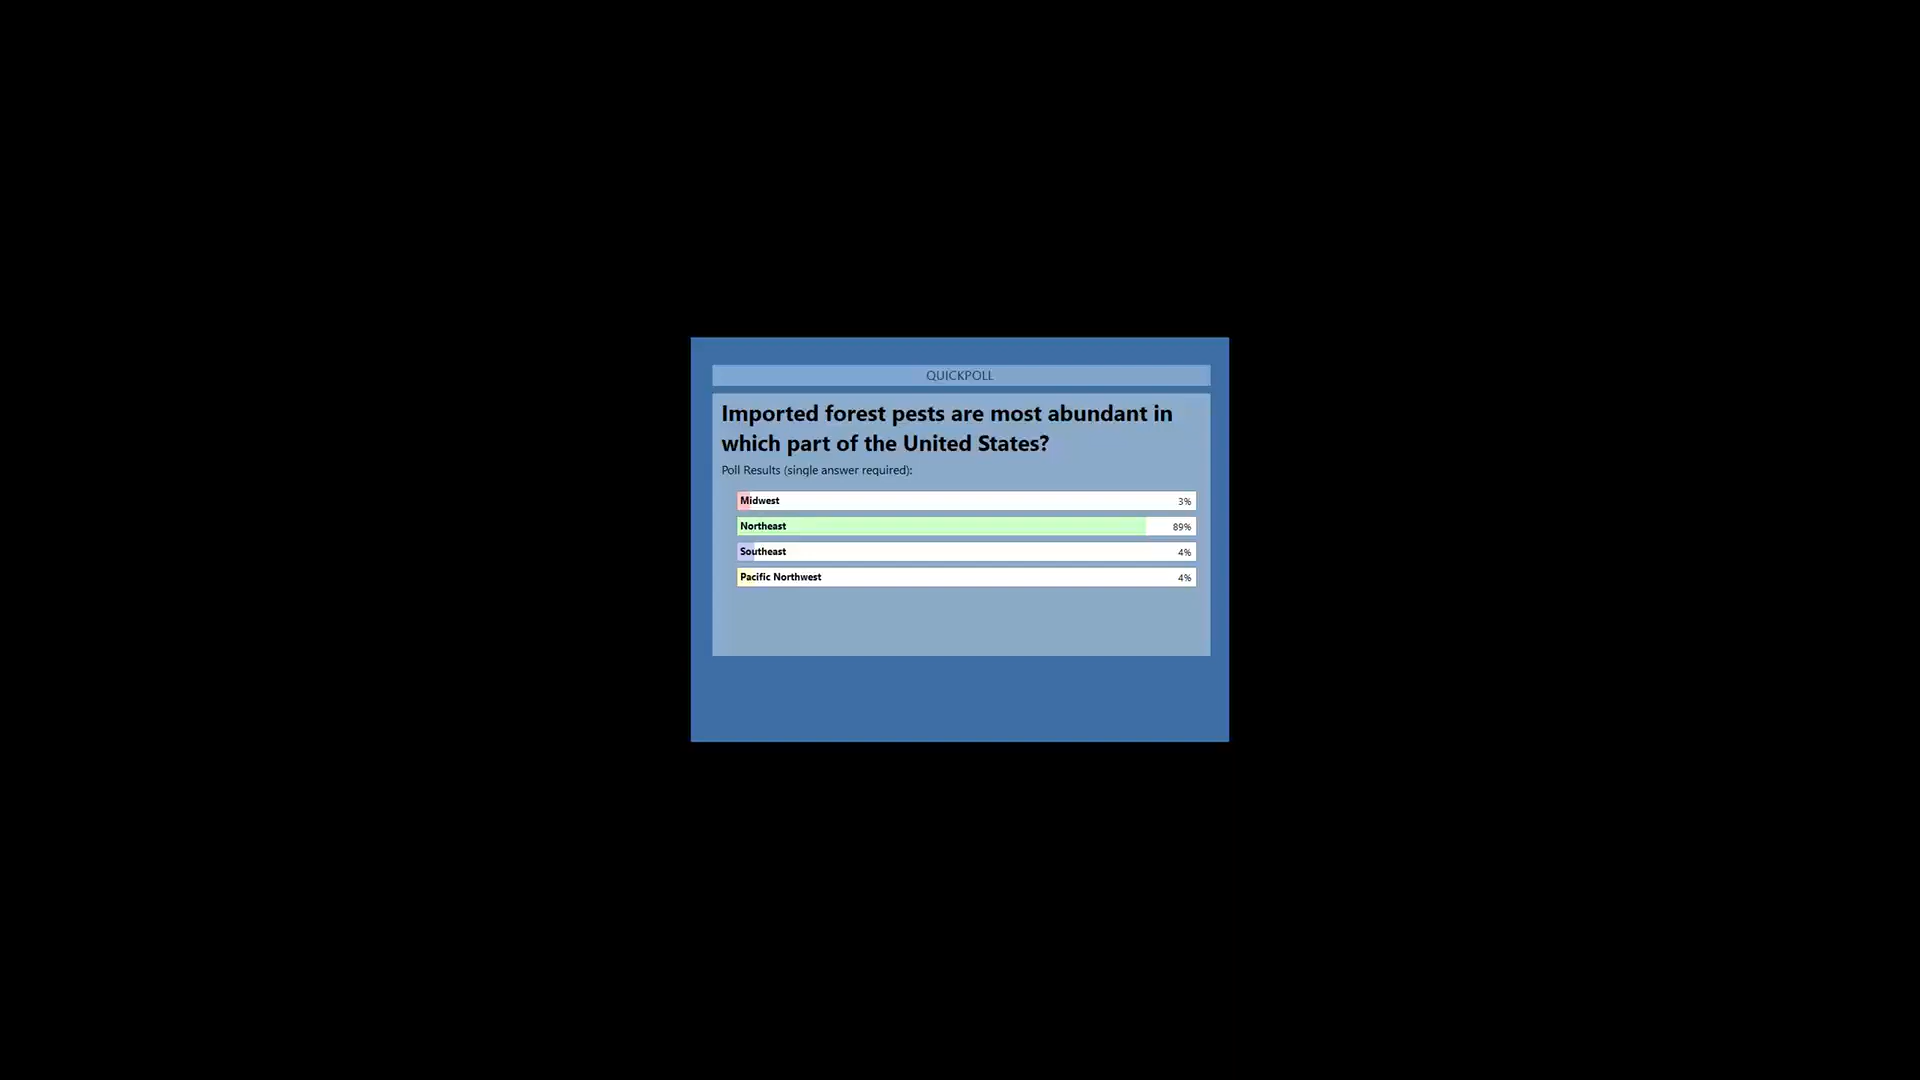 QUICKPOLL
Imported forest pests are most abundant in
which part of the United States?
Poll Results (single answer required):
Midwest 3%
Northeast 89%
Southeast 4%
Pacific Northwest 4%